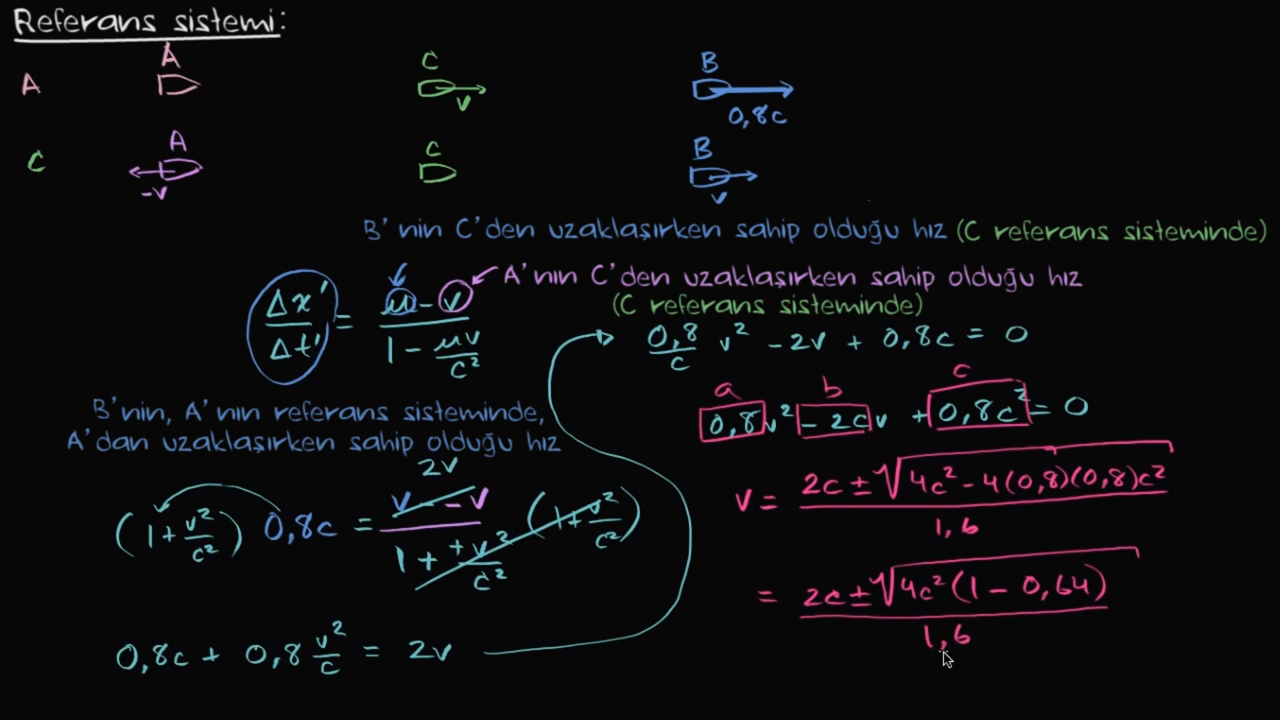 Referans sistemi:
A A C v B 0,8c
C A -v C B v
B'nin C'den uzaklaşırken sahip olduğu hız (C referans sisteminde)
A'nın C'den uzaklaşırken sahip olduğu hız
(C referans sisteminde)
Δx'/Δt' = (u - v)/(1 - uv/c²)
B'nin, A'nın referans sisteminde,
A'dan uzaklaşırken sahip olduğu hız
(1 + v²/c²) 0,8c = (v - -v)/(1 + + v²/c²) (1 + v²/c²)
2v
0,8c + 0,8 v²/c = 2v
0,8/c v² - 2v + 0,8c = 0
a b c
0,8v² - 2cv + 0,8c² = 0
v = (2c ± √4c² - 4(0,8)(0,8)c²)/1,6
= (2c ± √4c²(1 - 0,64))/1,6